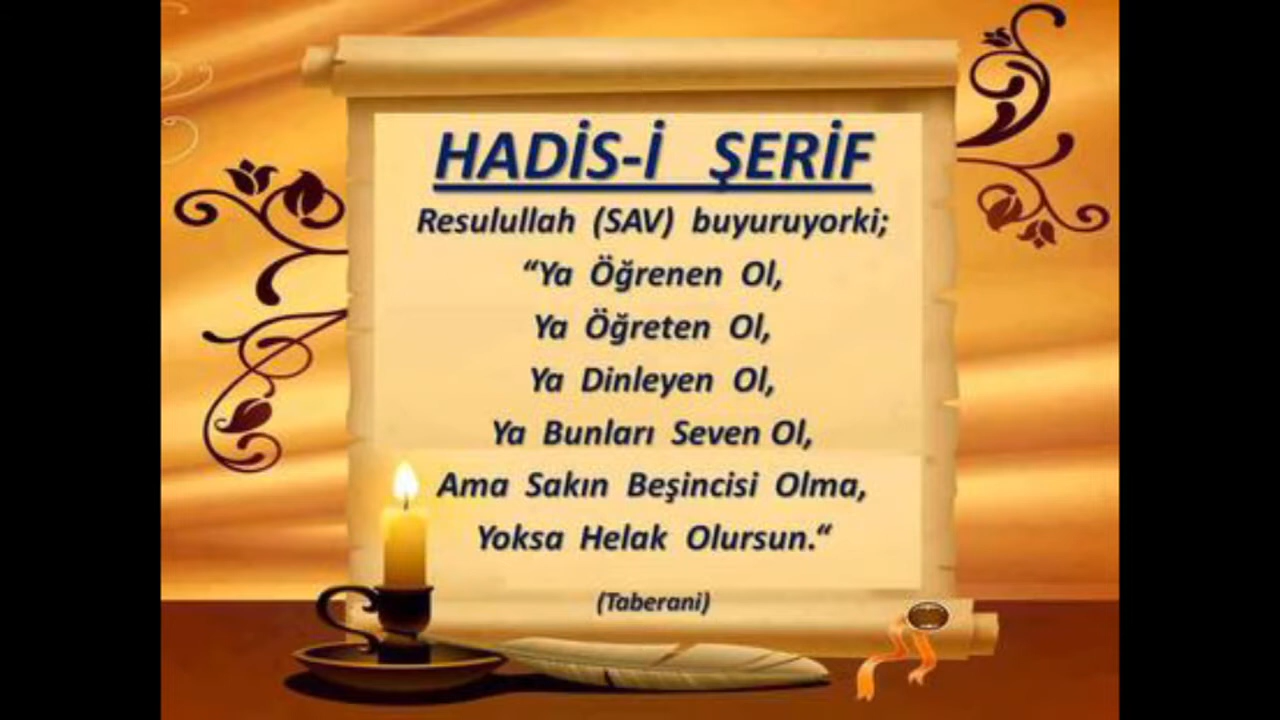 HADİS-İ ŞERİF
Resulullah (SAV) buyuruyorki;
“Ya Öğrenen Ol,
Ya Öğreten Ol,
Ya Dinleyen Ol,
Ya Bunları Seven Ol,
Ama Sakın Beşincisi Olma,
Yoksa Helak Olursun.“
(Taberani)